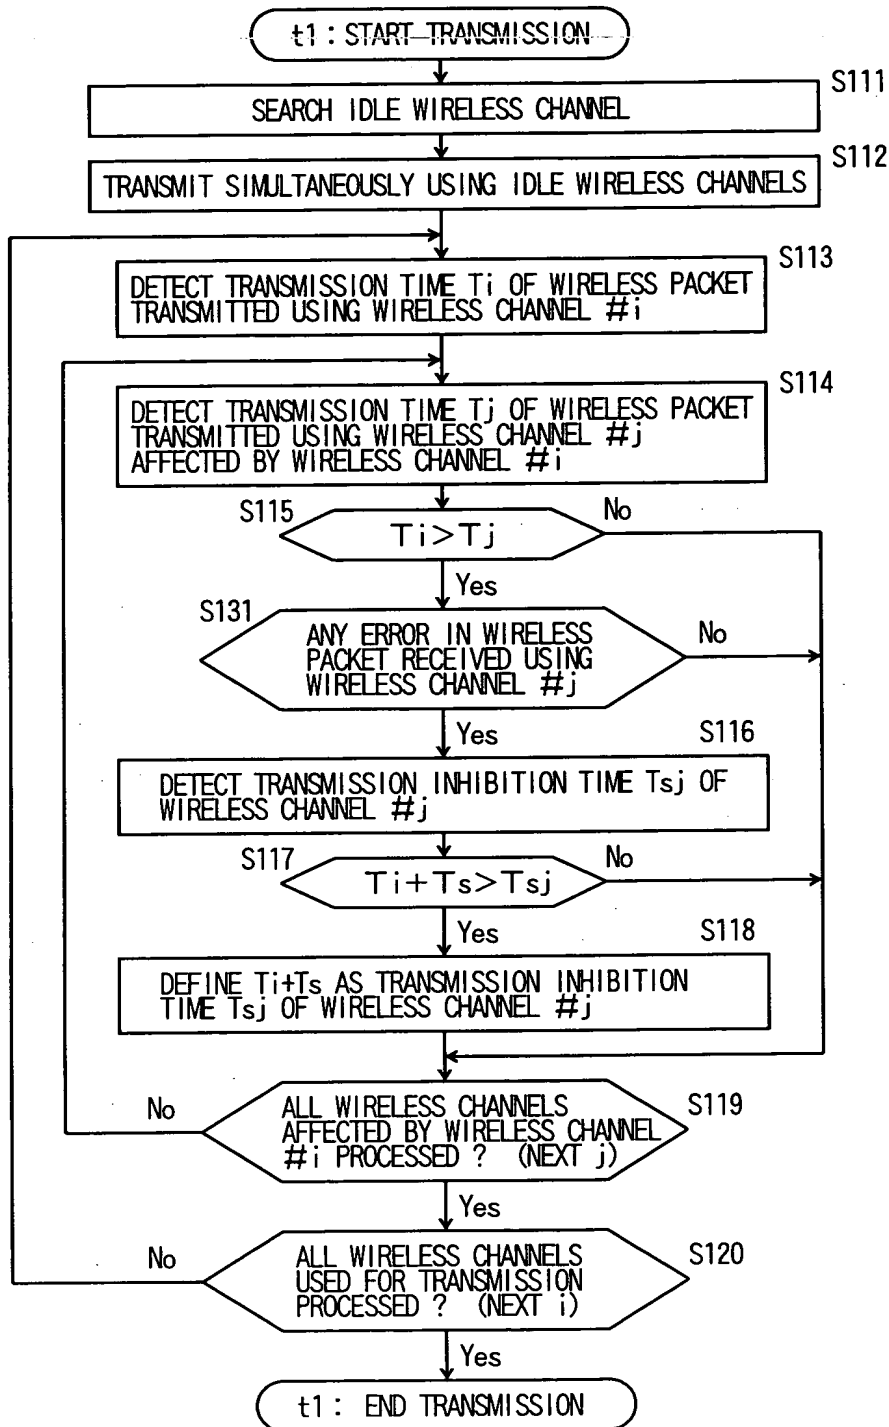 t1 : START TRANSMISSION
S111
SEARCH IDLE WIRELESS CHANNEL
S112
TRANSMIT SIMULTANEOUSLY USING IDLE WIRELESS CHANNELS
S113
DETECT TRANSMISSION TIME Ti OF WIRELESS PACKET
TRANSMITTED USING WIRELESS CHANNEL #i
S114
DETECT TRANSMISSION TIME Tj OF WIRELESS PACKET
TRANSMITTED USING WIRELESS CHANNEL #j
AFFECTED BY WIRELESS CHANNEL #i
S115
Ti>Tj
No
Yes
S131
ANY ERROR IN WIRELESS
PACKET RECEIVED USING
WIRELESS CHANNEL #j
No
Yes
S116
DETECT TRANSMISSION INHIBITION TIME Tsj OF
WIRELESS CHANNEL #j
S117
Ti+Ts>Tsj
No
Yes
S118
DEFINE Ti+Ts AS TRANSMISSION INHIBITION
TIME Tsj OF WIRELESS CHANNEL #j
No
ALL WIRELESS CHANNELS
AFFECTED BY WIRELESS CHANNEL
#i PROCESSED ? (NEXT j)
S119
Yes
No
ALL WIRELESS CHANNELS
USED FOR TRANSMISSION
PROCESSED ? (NEXT i)
S120
Yes
t1 : END TRANSMISSION